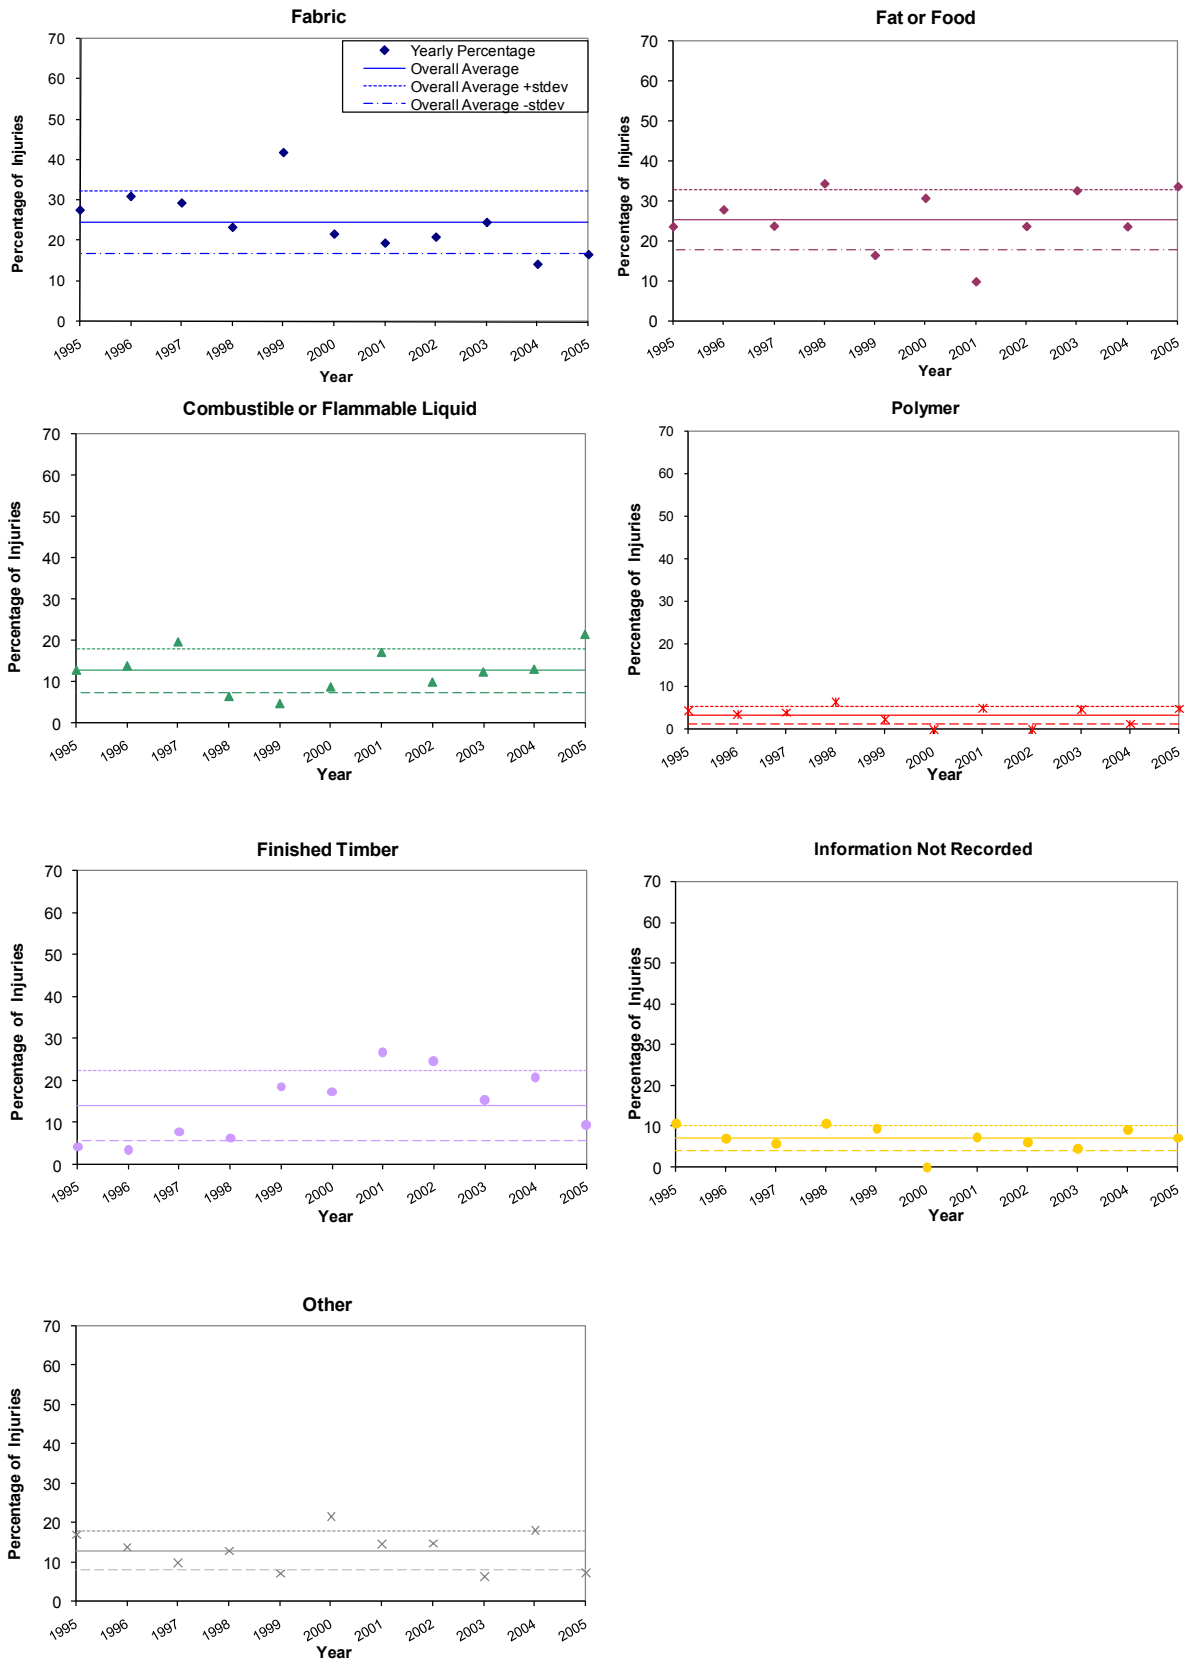 Fabric
70
60
50
40
30
20
10
0
Percentage of Injuries
Yearly Percentage
Overall Average
Overall Average +stdev
Overall Average -stdev
1995 1996 1997 1998 1999 2000 2001 2002 2003 2004 2005
Year
Fat or Food
70
60
50
40
30
20
10
0
Percentage of Injuries
1995 1996 1997 1998 1999 2000 2001 2002 2003 2004 2005
Year
Combustible or Flammable Liquid
70
60
50
40
30
20
10
0
Percentage of Injuries
1995 1996 1997 1998 1999 2000 2001 2002 2003 2004 2005
Year
Polymer
70
60
50
40
30
20
10
0
Percentage of Injuries
1995 1996 1997 1998 1999 2000 2001 2002 2003 2004 2005
Year
Finished Timber
70
60
50
40
30
20
10
0
Percentage of Injuries
1995 1996 1997 1998 1999 2000 2001 2002 2003 2004 2005
Year
Information Not Recorded
70
60
50
40
30
20
10
0
Percentage of Injuries
1995 1996 1997 1998 1999 2000 2001 2002 2003 2004 2005
Year
Other
70
60
50
40
30
20
10
0
Percentage of Injuries
1995 1996 1997 1998 1999 2000 2001 2002 2003 2004 2005
Year